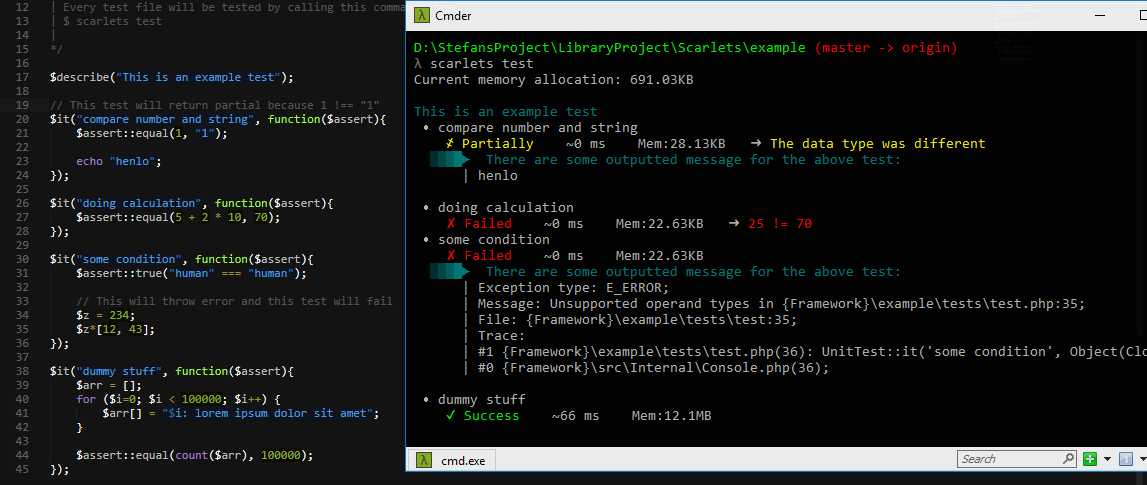 12 | Every test file will be tested by calling this
13 | $ scarlets test
14 |
15 */
16
17 $describe("This is an example test");
18
19 // This test will return partial because 1 !== "1"
20 $it("compare number and string", function($assert){
21 $assert::equal(1, "1");
22
23 echo "henlo";
24 });
25
26 $it("doing calculation", function($assert){
27 $assert::equal(5 + 2 * 10, 70);
28 });
29
30 $it("some condition", function($assert){
31 $assert::true("human" === "human");
32
33 // This will throw error and this test will fail
34 $z = 234;
35 $z*[12, 43];
36 });
37
38 $it("dummy stuff", function($assert){
39 $arr = [];
40 for ($i=0; $i < 100000; $i++) {
41 $arr[] = "$i: lorem ipsum dolor sit amet";
42 }
43
44 $assert::equal(count($arr), 100000);
45 });
λ Cmder
D:\StefansProject\LibraryProject\Scarlets\example (master -> origin)
λ scarlets test
Current memory allocation: 691.03KB
This is an example test
• compare number and string
≠ Partially ~0 ms Mem:28.13KB ➜ The data type was different
There are some outputted message for the above test:
| henlo
• doing calculation
✗ Failed ~0 ms Mem:22.63KB ➜ 25 != 70
• some condition
✗ Failed ~0 ms Mem:22.63KB
There are some outputted message for the above test:
| Exception type: E_ERROR;
| Message: Unsupported operand types in {Framework}\example\tests\test.php:35;
| File: {Framework}\example\tests\test:35;
| Trace:
| #1 {Framework}\example\tests\test.php(36): UnitTest::it('some condition', Object(Clo
| #0 {Framework}\src\Internal\Console.php(36);
• dummy stuff
✓ Success ~66 ms Mem:12.1MB
λ cmd.exe
Search